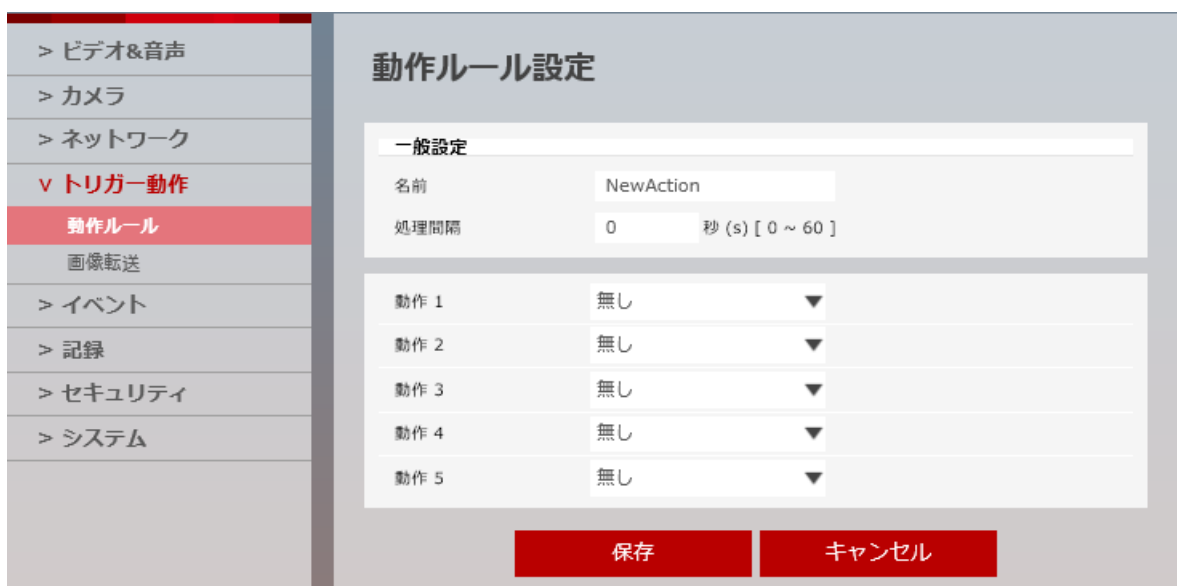 > ビデオ&音声
> カメラ
> ネットワーク
v トリガー動作
動作ルール
画像転送
> イベント
> 記録
> セキュリティ
> システム
動作ルール設定
一般設定
名前 NewAction
処理間隔 0 秒 (s) [ 0 ~ 60 ]
動作 1 無し
動作 2 無し
動作 3 無し
動作 4 無し
動作 5 無し
保存 キャンセル